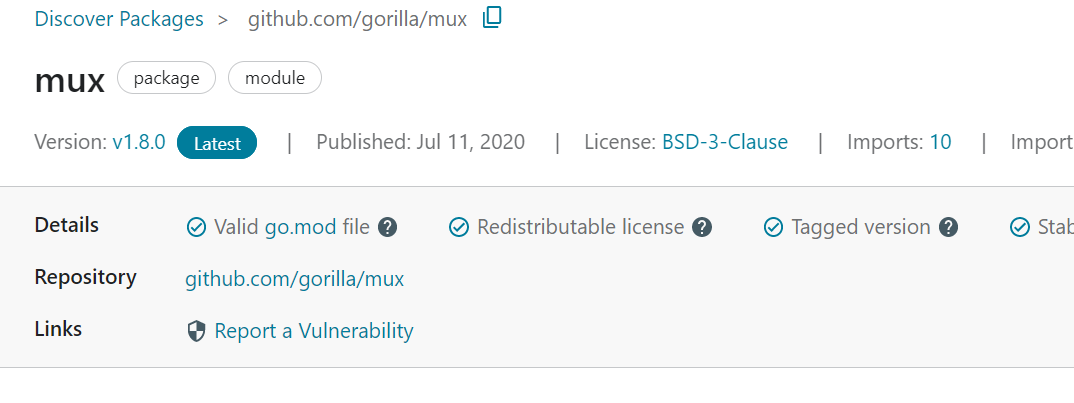 Discover Packages > github.com/gorilla/mux
mux package module
Version: v1.8.0 Latest | Published: Jul 11, 2020 | License: BSD-3-Clause | Imports: 10 | Import
Details Valid go.mod file Redistributable license Tagged version Stab
Repository github.com/gorilla/mux
Links Report a Vulnerability